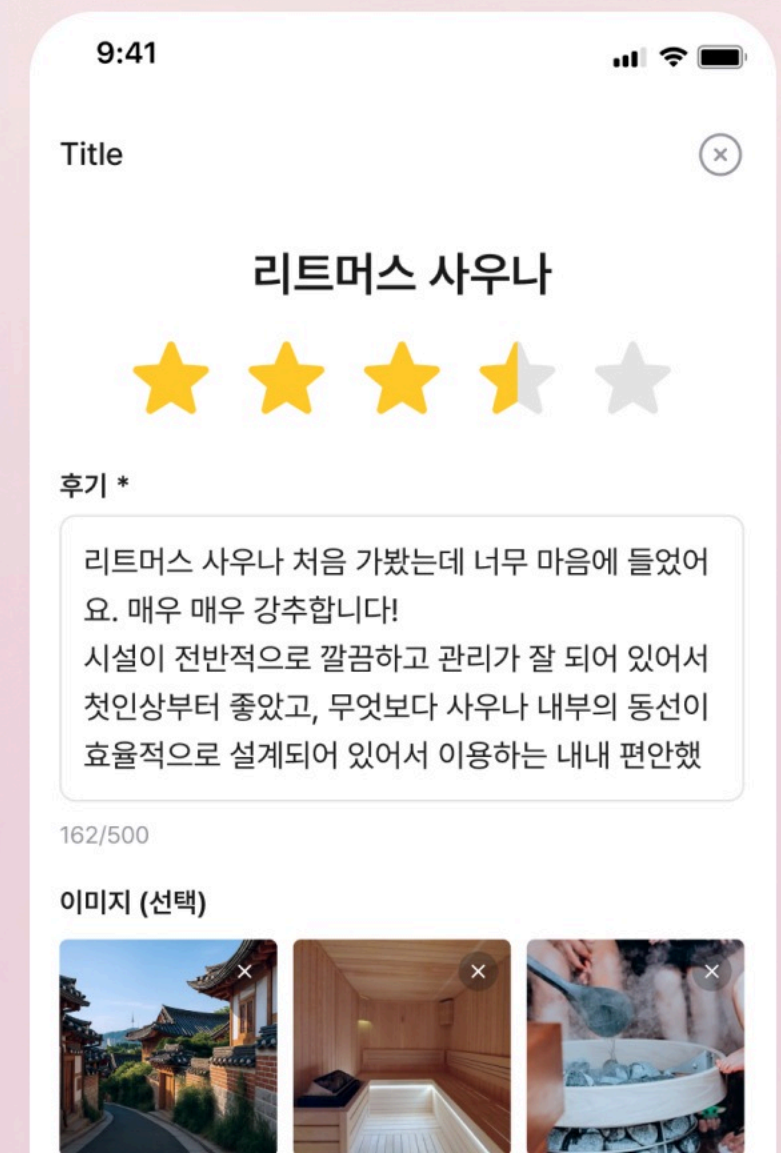 9:41
Title
리트머스 사우나
후기 *
리트머스 사우나 처음 가봤는데 너무 마음에 들었어
요. 매우 매우 강추합니다!
시설이 전반적으로 깔끔하고 관리가 잘 되어 있어서
첫인상부터 좋았고, 무엇보다 사우나 내부의 동선이
효율적으로 설계되어 있어서 이용하는 내내 편안했
162/500
이미지 (선택)